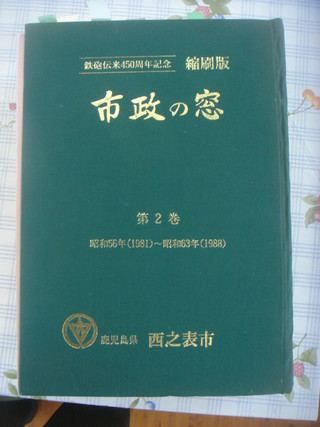 鉄砲伝来450周年記念 縮刷版
市政の窓
第2巻
昭和56年(1981)~昭和63年(1988)
鹿児島県 西之表市